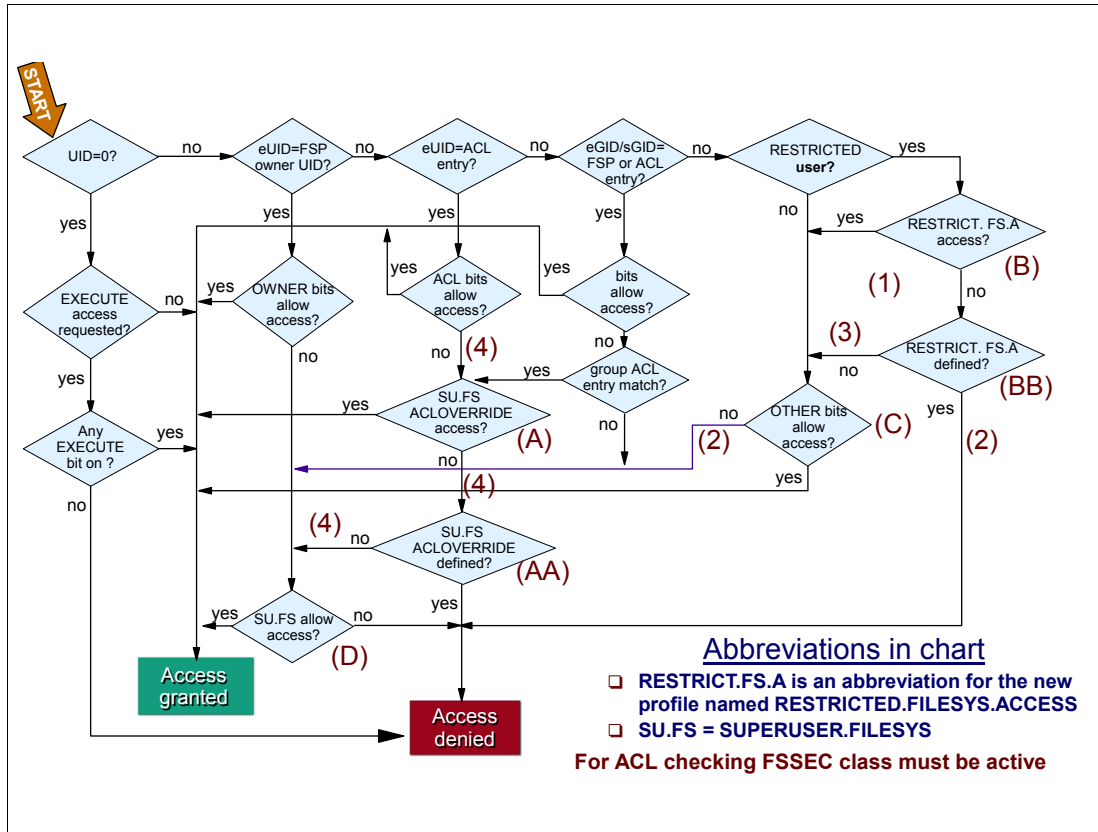 START
UID=0?
no
eUID=FSP
owner UID?
no
eUID=ACL
entry?
no
eGID/sGID=
FSP or ACL
entry?
no
RESTRICTED
user?
yes
yes
yes
yes
yes
no
yes
RESTRICT. FS.A
access?
(B)
EXECUTE
access
requested?
no
yes
OWNER bits
allow
access?
yes
ACL bits
allow
access?
yes
bits
allow
access?
(1)
no
no
no
(4)
no
(3)
no
RESTRICT. FS.A
defined?
(BB)
yes
group ACL
entry match?
yes
yes
Any
EXECUTE
bit on ?
yes
yes
SU.FS
ACLOVERRIDE
access?
(A)
no
no
(2)
OTHER bits
allow
access?
(C)
yes
(2)
no
no
(4)
yes
(4)
no
SU.FS
ACLOVERRIDE
defined?
(AA)
yes
yes
SU.FS allow
access?
no
(D)
Access
granted
Access
denied
Abbreviations in chart
RESTRICT.FS.A is an abbreviation for the new
profile named RESTRICTED.FILESYS.ACCESS
SU.FS = SUPERUSER.FILESYS
For ACL checking FSSEC class must be active